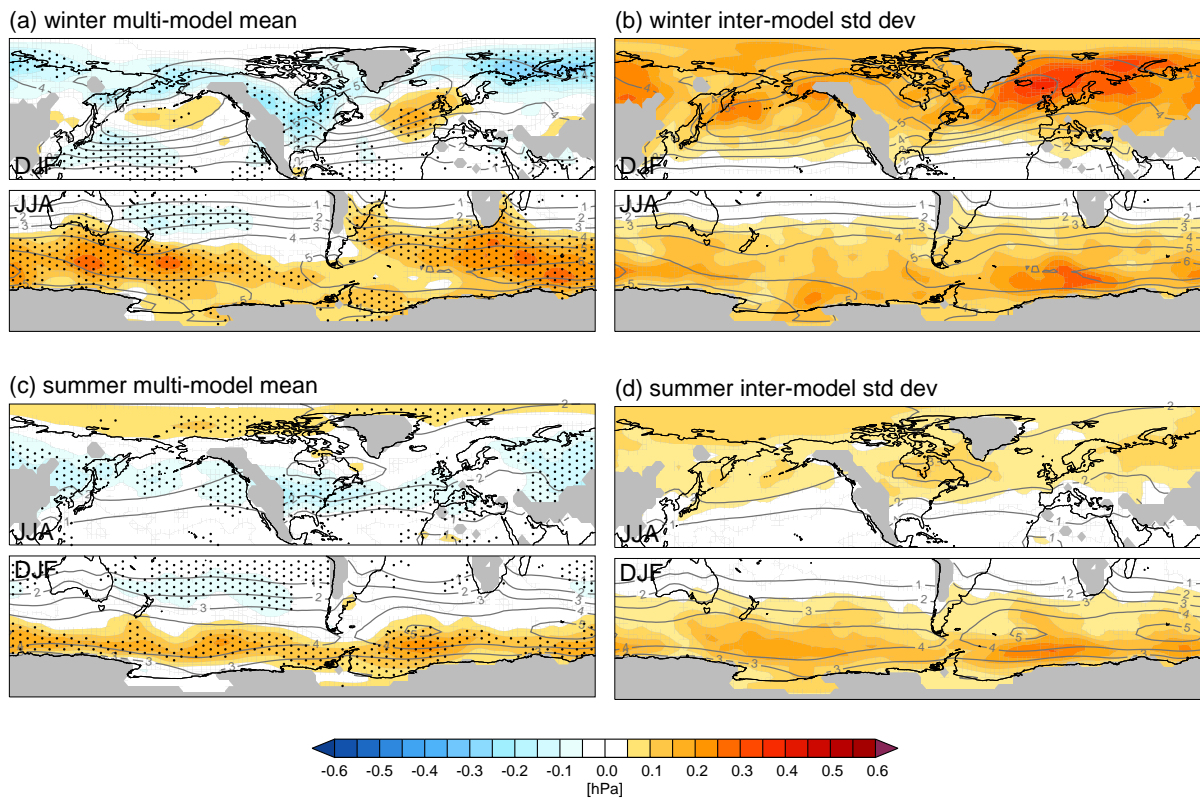 (a) winter multi-model mean
(b) winter inter-model std dev
DJF
DJF
JJA
JJA
(c) summer multi-model mean
(d) summer inter-model std dev
JJA
JJA
DJF
DJF
-0.6 -0.5 -0.4 -0.3 -0.2 -0.1 0.0 0.1 0.2 0.3 0.4 0.5 0.6
[hPa]